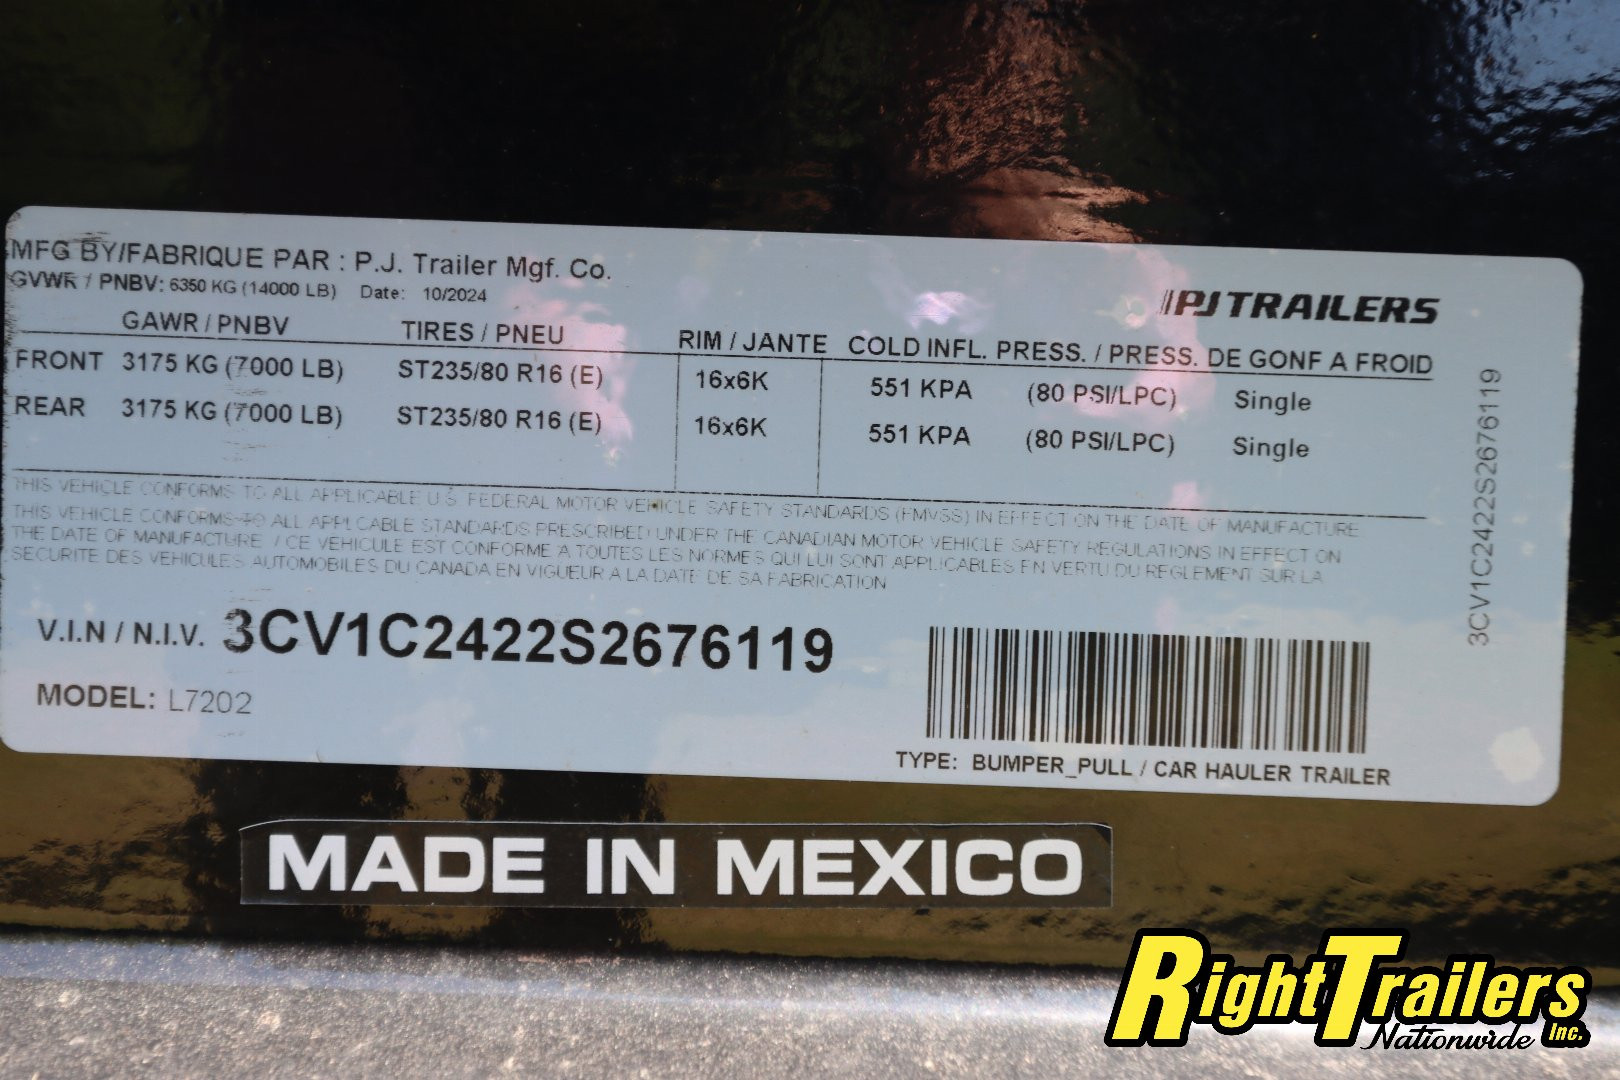 MFG BY/FABRIQUE PAR : P.J. Trailer Mgf. Co.
GVWR / PNBV: 6350 KG (14000 LB) Date: 10/2024
PJ TRAILERS
GAWR / PNBV TIRES / PNEU RIM / JANTE COLD INFL. PRESS. / PRESS. DE GONF A FROID
FRONT 3175 KG (7000 LB) ST235/80 R16 (E) 16x6K 551 KPA (80 PSI/LPC) Single
REAR 3175 KG (7000 LB) ST235/80 R16 (E) 16x6K 551 KPA (80 PSI/LPC) Single
THIS VEHICLE CONFORMS TO ALL APPLICABLE U.S. FEDERAL MOTOR VEHICLE SAFETY STANDARDS (FMVSS) IN EFFECT ON THE DATE OF MANUFACTURE
THIS VEHICLE CONFORMS TO ALL APPLICABLE STANDARDS PRESCRIBED UNDER THE CANADIAN MOTOR VEHICLE SAFETY REGULATIONS IN EFFECT ON
THE DATE OF MANUFACTURE / CE VEHICULE EST CONFORME A TOUTES LES NORMES QUI LUI SONT APPLICABLES EN VERTU DU REGLEMENT SUR LA
SECURITE DES VEHICULES AUTOMOBILES DU CANADA EN VIGUEUR A LA DATE DE SA FABRICATION
V.I.N / N.I.V. 3CV1C2422S2676119
MODEL: L7202
TYPE: BUMPER_PULL / CAR HAULER TRAILER
3CV1C2422S2676119
MADE IN MEXICO
RightTrailers
Nationwide Inc.